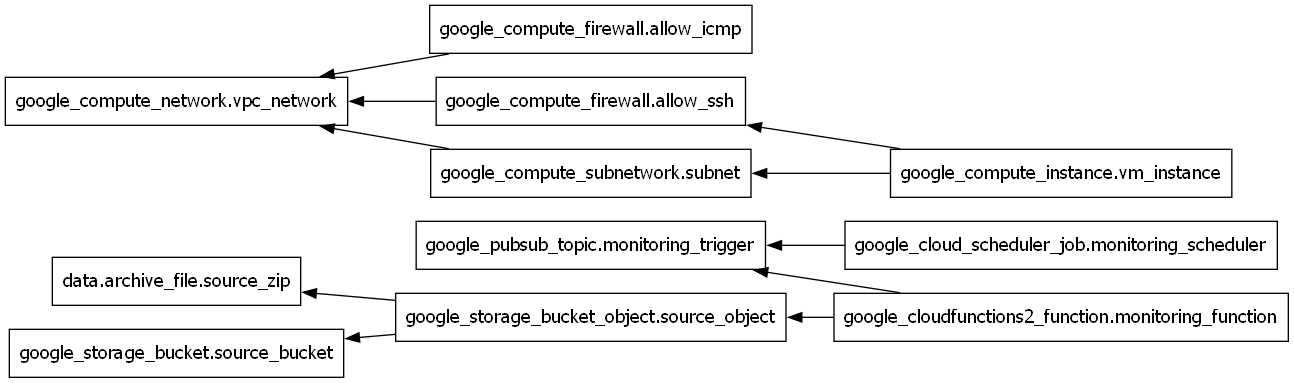 google_compute_firewall.allow_icmp
google_compute_network.vpc_network
google_compute_firewall.allow_ssh
google_compute_subnetwork.subnet
google_compute_instance.vm_instance
google_pubsub_topic.monitoring_trigger
google_cloud_scheduler_job.monitoring_scheduler
data.archive_file.source_zip
google_storage_bucket_object.source_object
google_cloudfunctions2_function.monitoring_function
google_storage_bucket.source_bucket